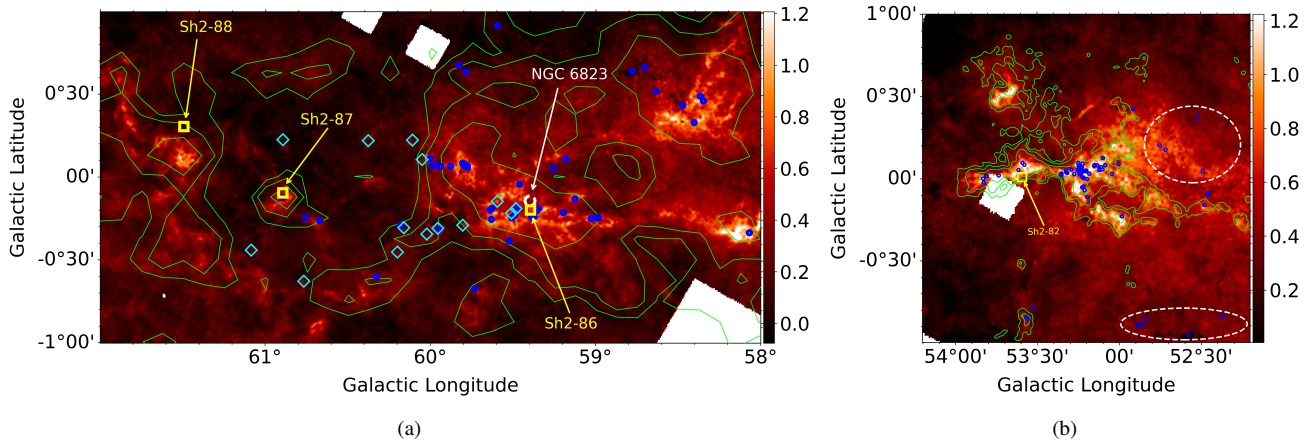 Sh2-88
NGC 6823
Sh2-87
Sh2-86
Galactic Latitude
0°30'
00'
-0°30'
-1°00'
61°
60°
59°
58°
Galactic Longitude
1.2
1.0
0.8
0.6
0.4
0.2
0.0
(a)
Galactic Latitude
1°00'
0°30'
00'
-0°30'
-1°00'
Sh2-82
54°00'
53°30'
00'
52°30'
Galactic Longitude
1.2
1.0
0.8
0.6
0.4
0.2
(b)